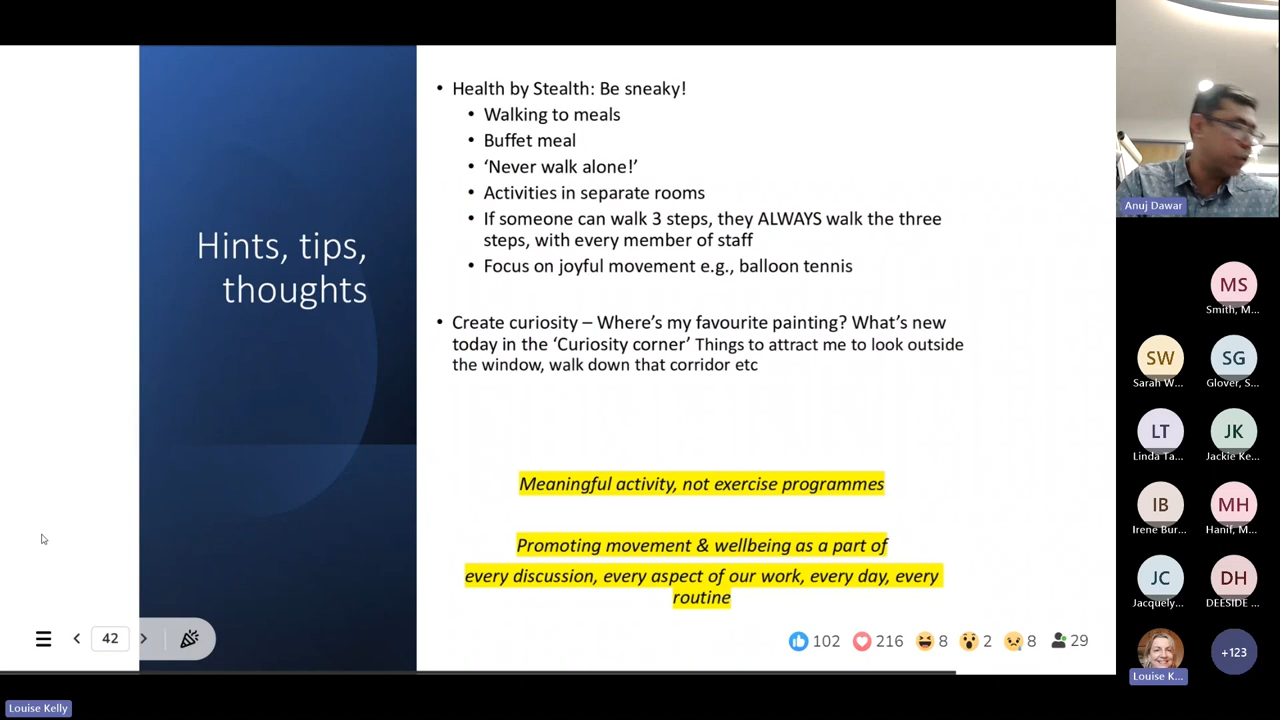 Hints, tips,
thoughts
• Health by Stealth: Be sneaky!
• Walking to meals
• Buffet meal
• ‘Never walk alone!’
• Activities in separate rooms
• If someone can walk 3 steps, they ALWAYS walk the three
steps, with every member of staff
• Focus on joyful movement e.g., balloon tennis
• Create curiosity – Where’s my favourite painting? What’s new
today in the ‘Curiosity corner’ Things to attract me to look outside
the window, walk down that corridor etc
Meaningful activity, not exercise programmes
Promoting movement & wellbeing as a part of
every discussion, every aspect of our work, every day, every
routine
42
102 216 8 2 8 29
Louise Kelly
Anuj Dawar
MS
Smith, M...
SW SG
Sarah W... Glover, S...
LT JK
Linda Ta... Jackie Ke...
IB MH
Irene Bur... Hanif, M...
JC DH
Jacquely... DEESIDE ...
+123
Louise K...